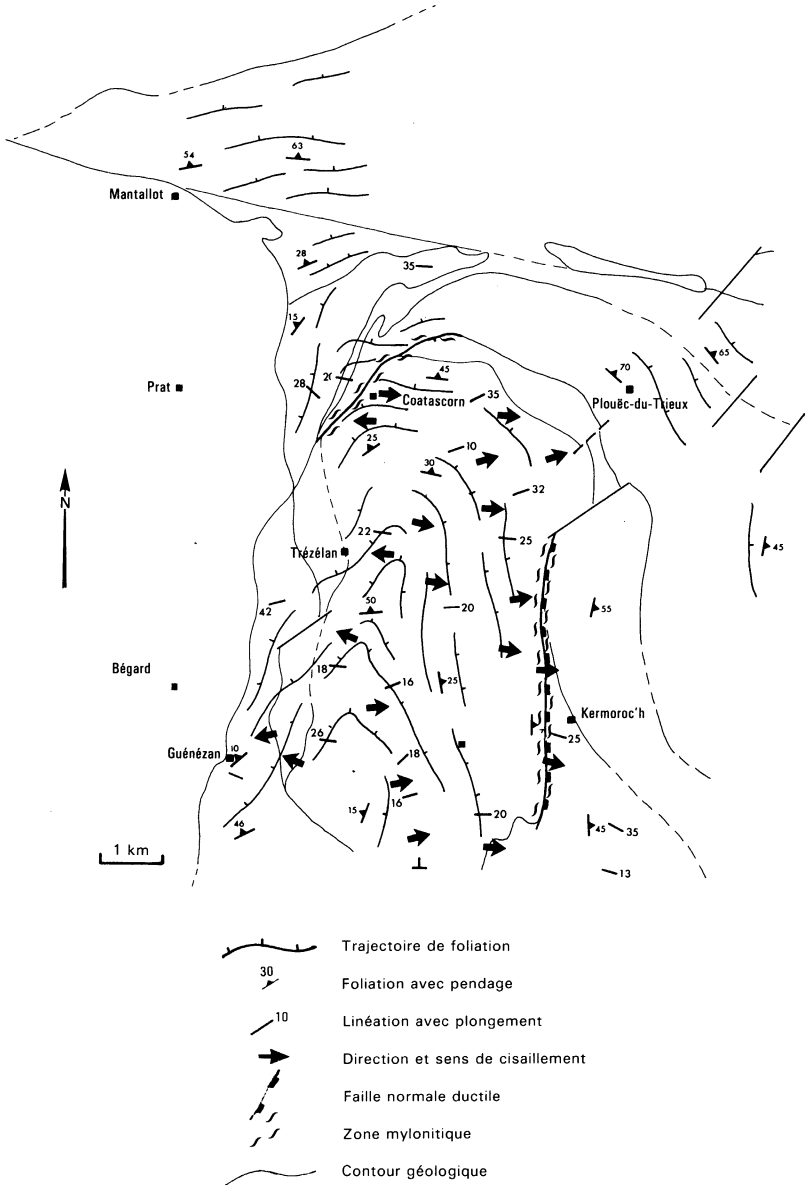 54
63
Mantallot
28
35
15
65
Prat
28
45
70
Coatascorn
35
Plouëc-du-Trieux
25
10
30
32
N
22
25
Trézélan
45
42
50
20
55
18
16
25
Bégard
Kermoroc'h
26
25
Guénézan
18
16
15
20
46
45
35
1 km
13
Trajectoire de foliation
30
Foliation avec pendage
10
Linéation avec plongement
Direction et sens de cisaillement
Faille normale ductile
Zone mylonitique
Contour géologique